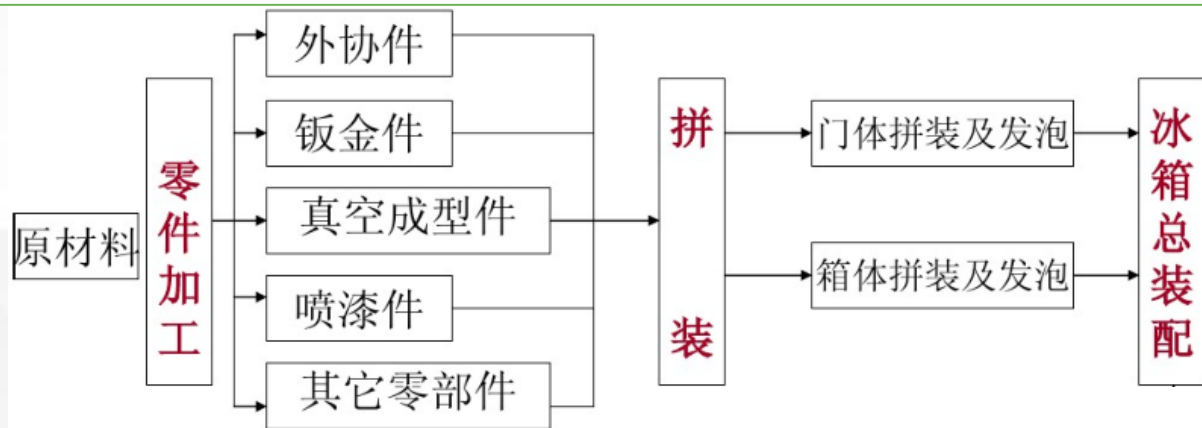 原材料
零件加工
外协件
钣金件
真空成型件
喷漆件
其它零部件
拼装
门体拼装及发泡
箱体拼装及发泡
冰箱总装配